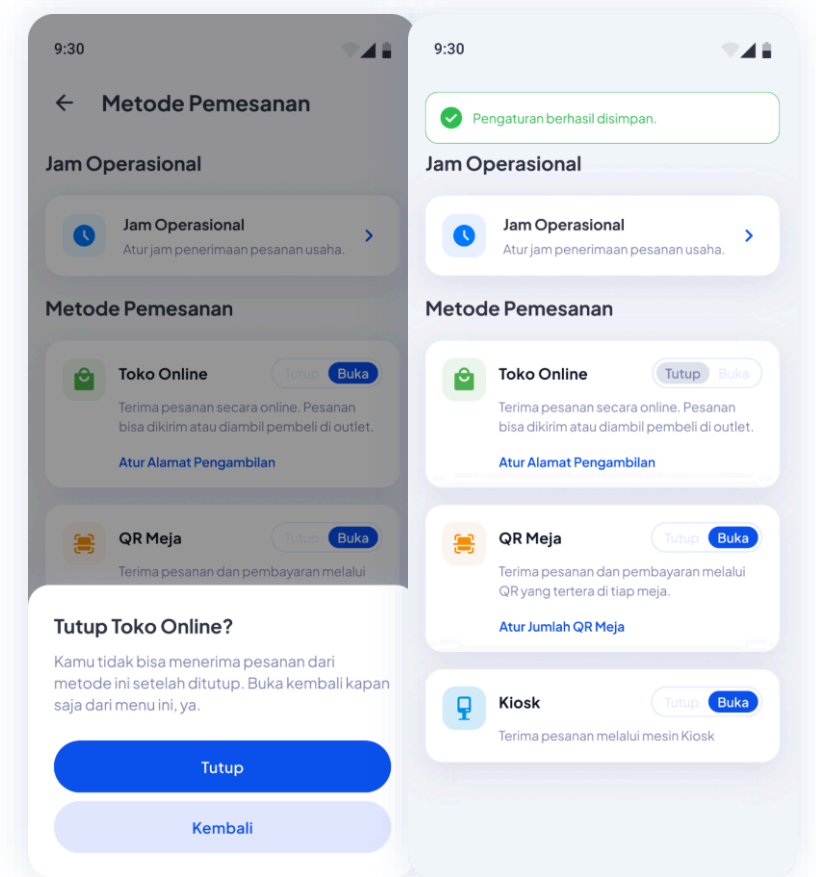 9:30
Metode Pemesanan
Jam Operasional
Jam Operasional
Atur jam penerimaan pesanan usaha.
Metode Pemesanan
Toko Online
Tutup Buka
Terima pesanan secara online. Pesanan
bisa dikirim atau diambil pembeli di outlet.
Atur Alamat Pengambilan
QR Meja
Tutup Buka
Terima pesanan dan pembayaran melalui
Tutup Toko Online?
Kamu tidak bisa menerima pesanan dari
metode ini setelah ditutup. Buka kembali kapan
saja dari menu ini, ya.
Tutup
Kembali
9:30
Pengaturan berhasil disimpan.
Jam Operasional
Jam Operasional
Atur jam penerimaan pesanan usaha.
Metode Pemesanan
Toko Online
Tutup Buka
Terima pesanan secara online. Pesanan
bisa dikirim atau diambil pembeli di outlet.
Atur Alamat Pengambilan
QR Meja
Tutup Buka
Terima pesanan dan pembayaran melalui
QR yang tertera di tiap meja.
Atur Jumlah QR Meja
Kiosk
Tutup Buka
Terima pesanan melalui mesin Kiosk